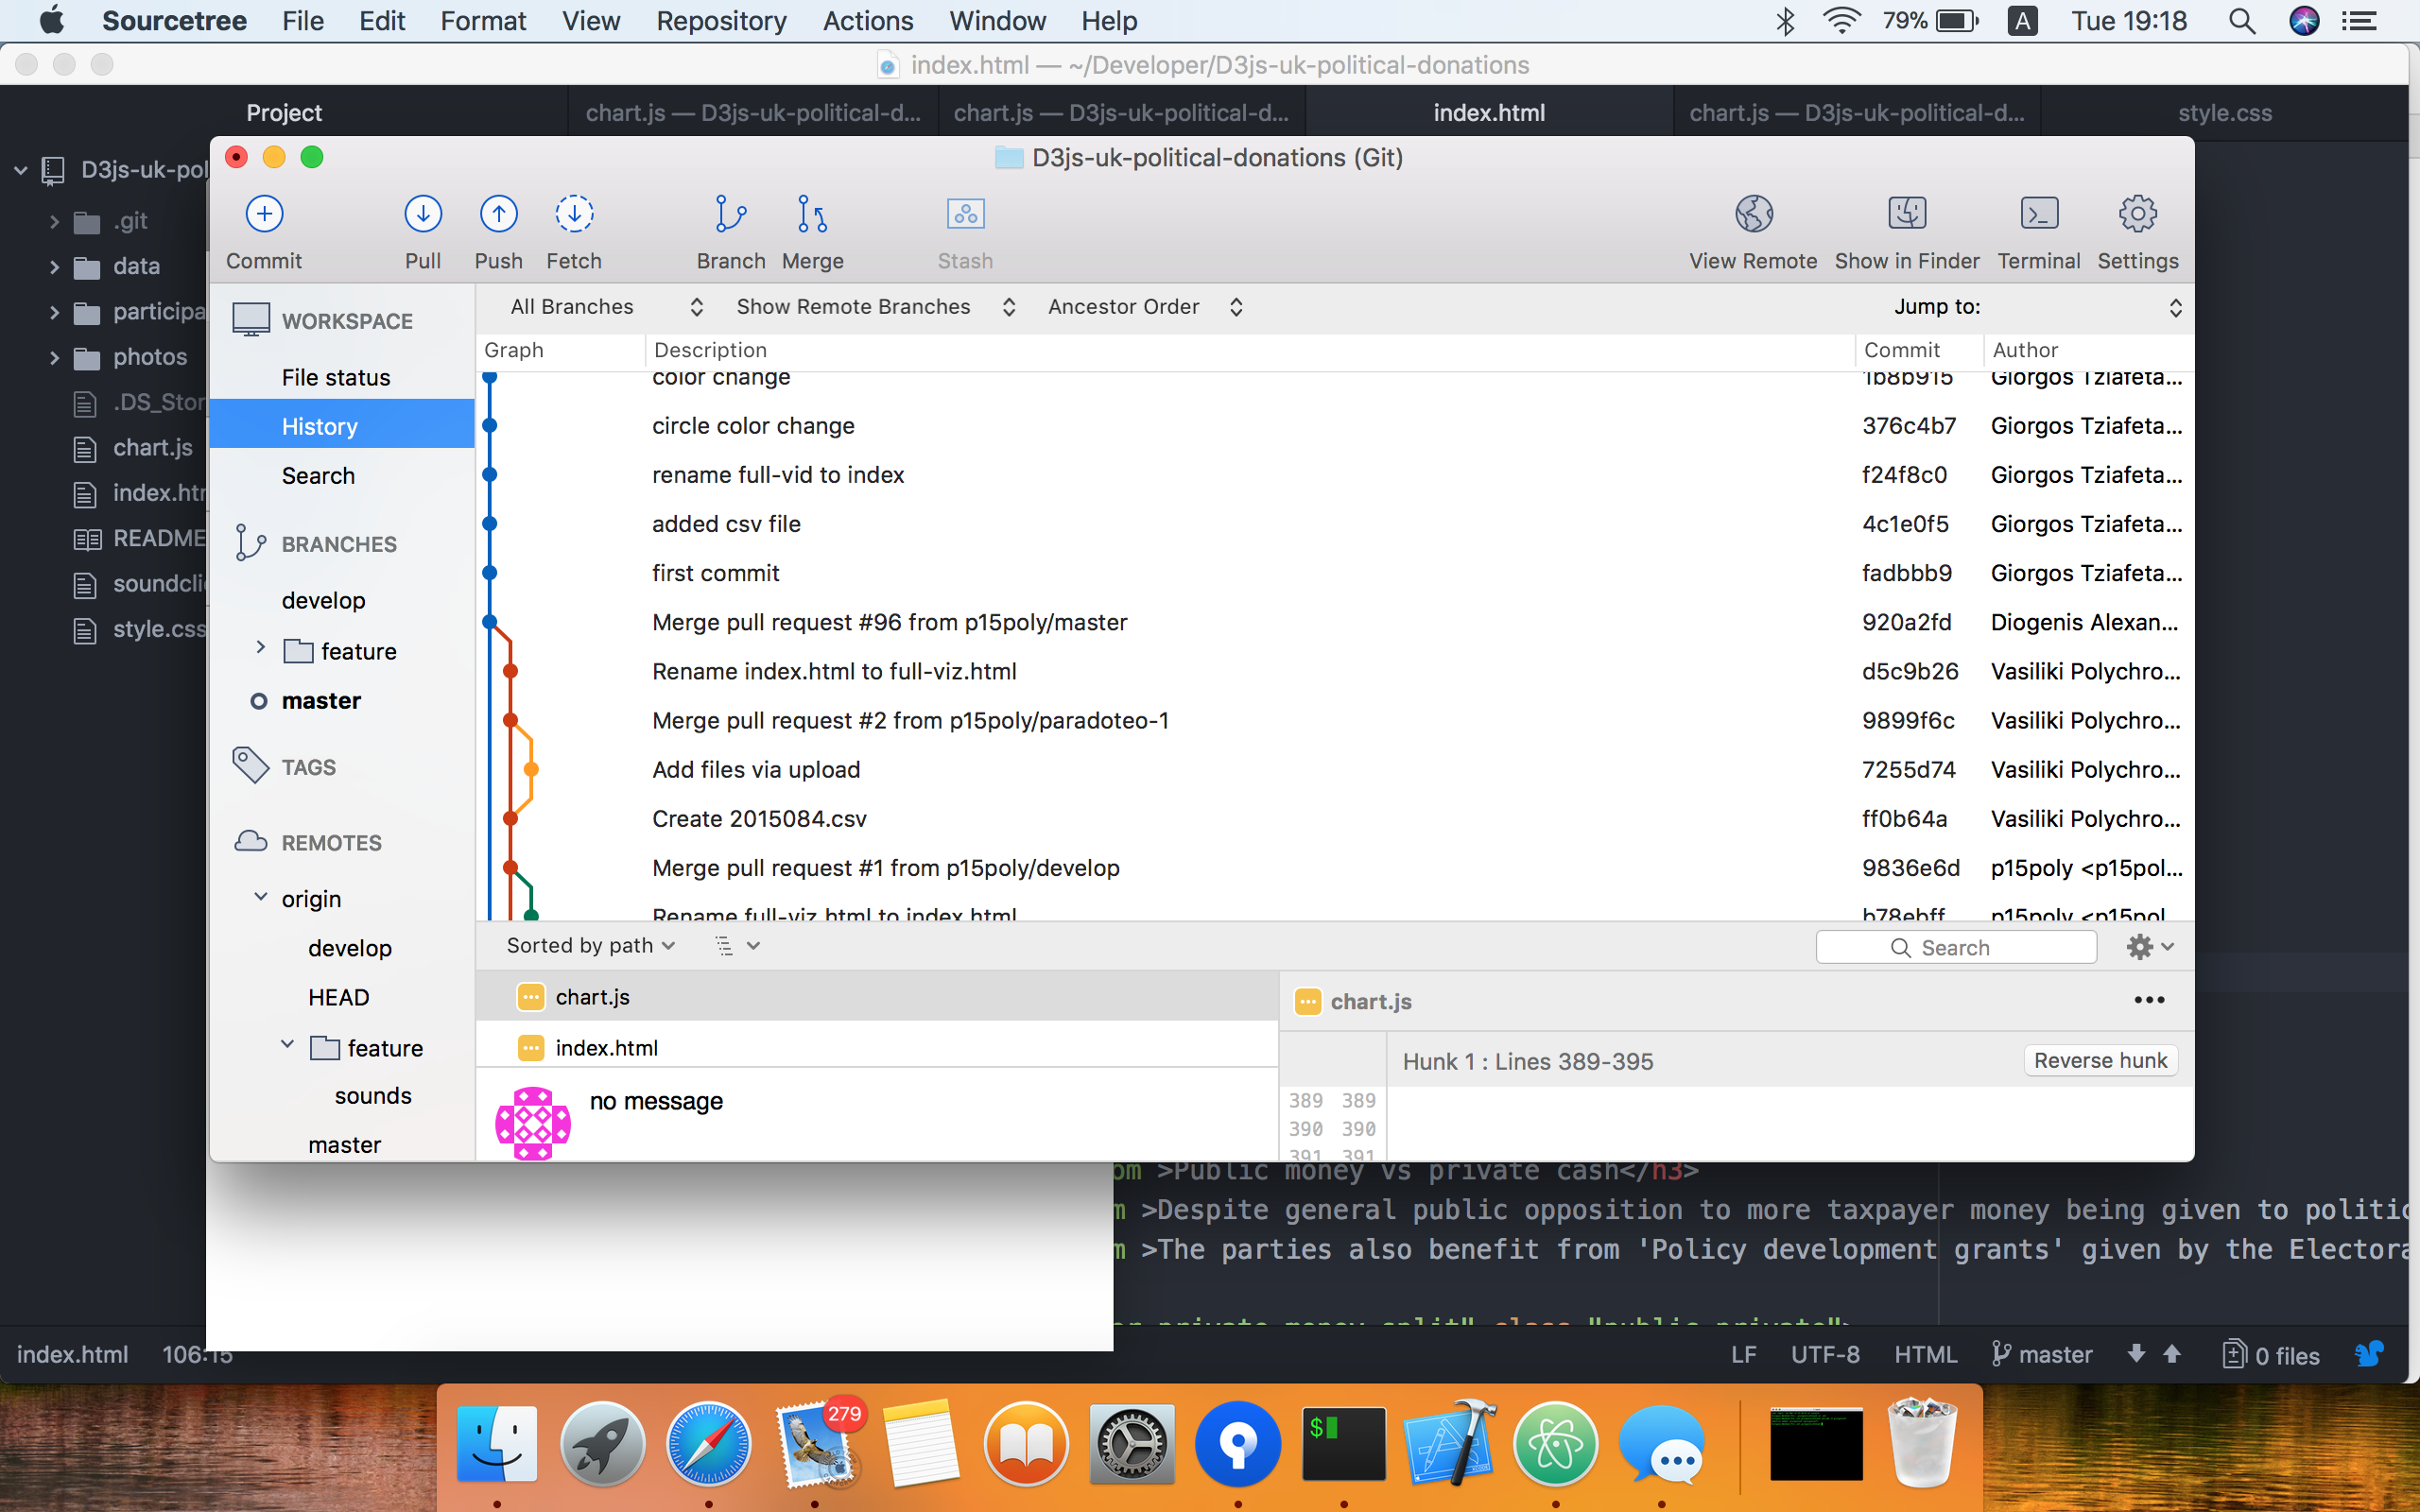 Sourcetree File Edit Format View Repository Actions Window Help 79% A Tue 19:18
index.html — ~/Developer/D3js-uk-political-donations
Project chart.js — D3js-uk-political-d... chart.js — D3js-uk-political-d... index.html chart.js — D3js-uk-political-d... style.css
D3js-uk-pol
.git
data
participa
photos
.DS_Stor
chart.js
index.htm
README
soundcli
style.css
D3js-uk-political-donations (Git)
Commit Pull Push Fetch Branch Merge Stash View Remote Show in Finder Terminal Settings
WORKSPACE
File status
History
Search
BRANCHES
develop
feature
master
TAGS
REMOTES
origin
develop
HEAD
feature
sounds
master
All Branches Show Remote Branches Ancestor Order Jump to:
Graph Description Commit Author
color change 1b8b915 Giorgos Tziafeta...
circle color change 376c4b7 Giorgos Tziafeta...
rename full-vid to index f24f8c0 Giorgos Tziafeta...
added csv file 4c1e0f5 Giorgos Tziafeta...
first commit fadbbb9 Giorgos Tziafeta...
Merge pull request #96 from p15poly/master 920a2fd Diogenis Alexan...
Rename index.html to full-viz.html d5c9b26 Vasiliki Polychro...
Merge pull request #2 from p15poly/paradoteo-1 9899f6c Vasiliki Polychro...
Add files via upload 7255d74 Vasiliki Polychro...
Create 2015084.csv ff0b64a Vasiliki Polychro...
Merge pull request #1 from p15poly/develop 9836e6d p15poly <p15pol...
Rename full-viz.html to index.html b78ebff p15poly <p15pol
Sorted by path Search
chart.js
index.html
no message
chart.js
Hunk 1 : Lines 389-395 Reverse hunk
389 389
390 390
391 391
om >Public money vs private cash</h3>
m >Despite general public opposition to more taxpayer money being given to politic
m >The parties also benefit from 'Policy development grants' given by the Electora
or private money split" class="public-private">
index.html 106:15 LF UTF-8 HTML master 0 files
279
$